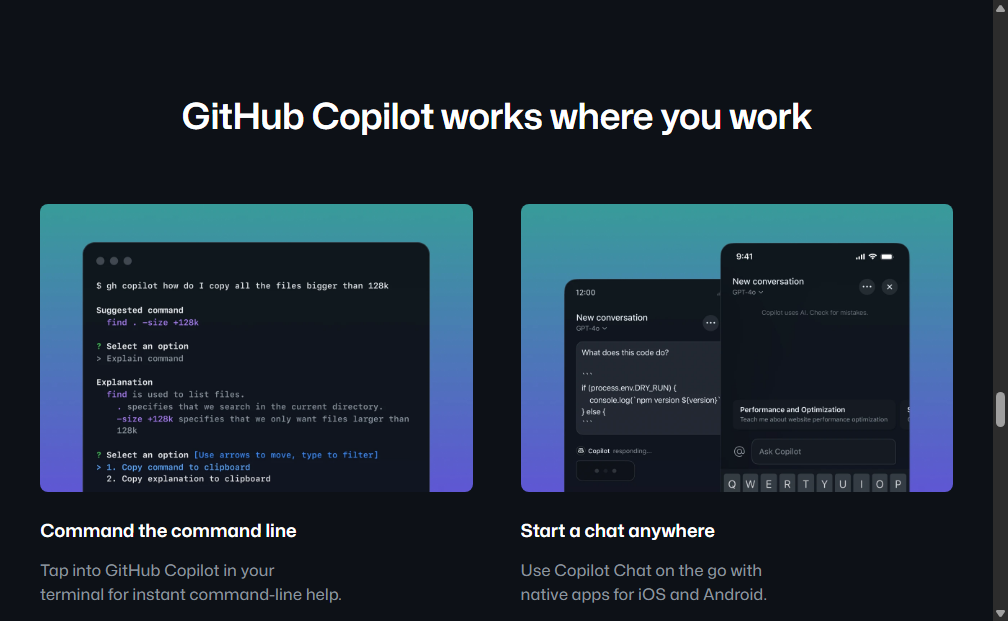 GitHub Copilot works where you work
$ gh copilot how do I copy all the files bigger than 128k
Suggested command
find . −size +128k
? Select an option
> Explain command
Explanation
find is used to list files.
. specifies that we search in the current directory.
−size +128k specifies that we only want files larger than
128k
? Select an option [Use arrows to move, type to filter]
> 1. Copy command to clipboard
2. Copy explanation to clipboard
12:00
New conversation
GPT-4o
What does this code do?
```
if (process.env.DRY_RUN) {
console.log(`npm version ${version}`
} else {
```
Copilot responding...
9:41
New conversation
GPT-4o
Copilot uses AI. Check for mistakes.
Performance and Optimization
Teach me about website performance optimization
Ask Copilot
Q W E R T Y U I O P
Command the command line
Tap into GitHub Copilot in your
terminal for instant command-line help.
Start a chat anywhere
Use Copilot Chat on the go with
native apps for iOS and Android.